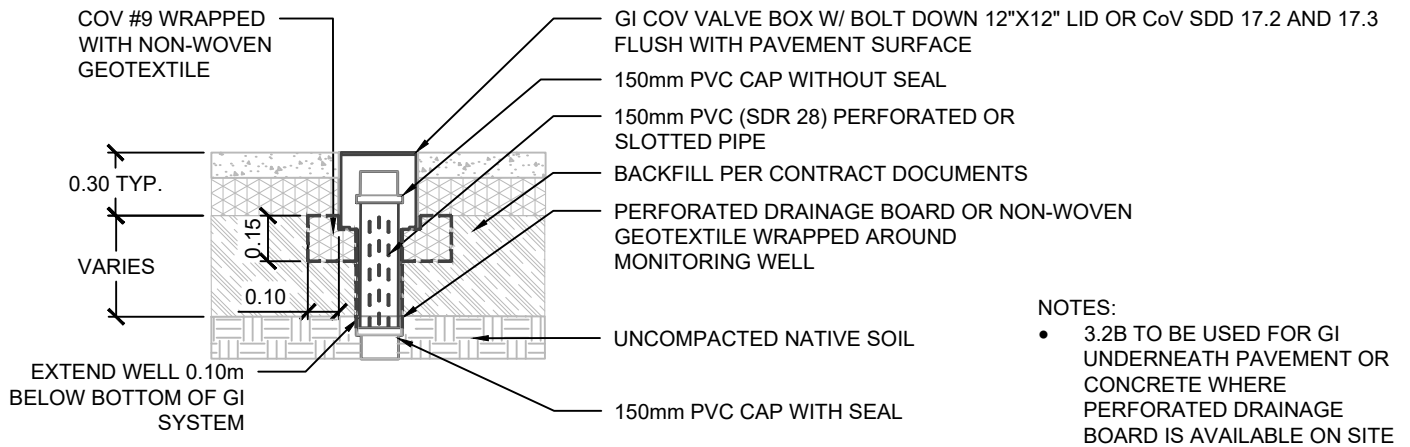 COV #9 WRAPPED
WITH NON-WOVEN
GEOTEXTILE
GI COV VALVE BOX W/ BOLT DOWN 12"X12" LID OR CoV SDD 17.2 AND 17.3
FLUSH WITH PAVEMENT SURFACE
150mm PVC CAP WITHOUT SEAL
150mm PVC (SDR 28) PERFORATED OR
SLOTTED PIPE
BACKFILL PER CONTRACT DOCUMENTS
PERFORATED DRAINAGE BOARD OR NON-WOVEN
GEOTEXTILE WRAPPED AROUND
MONITORING WELL
UNCOMPACTED NATIVE SOIL
150mm PVC CAP WITH SEAL
0.30 TYP.
VARIES
0.15
0.10
EXTEND WELL 0.10m
BELOW BOTTOM OF GI
SYSTEM
NOTES:
• 3.2B TO BE USED FOR GI
UNDERNEATH PAVEMENT OR
CONCRETE WHERE
PERFORATED DRAINAGE
BOARD IS AVAILABLE ON SITE